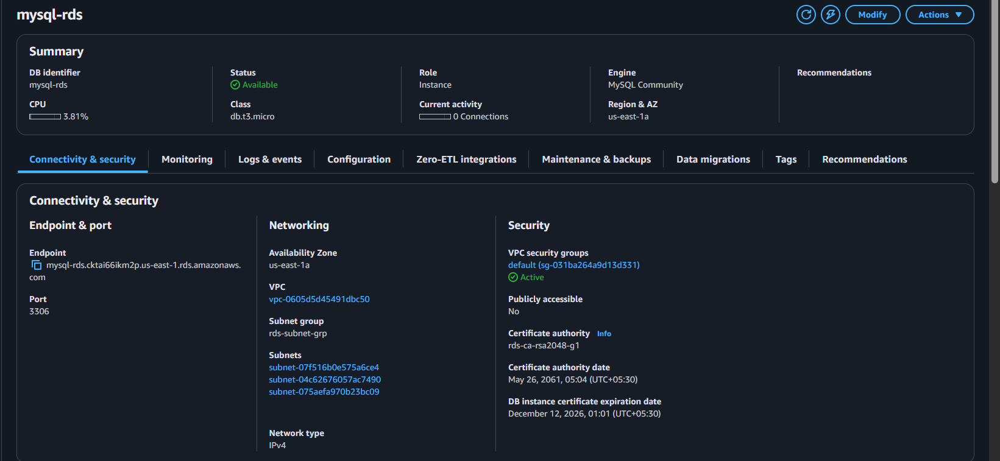 mysql-rds
Modify
Actions
Summary
DB identifier
mysql-rds
Status
Available
Role
Instance
Engine
MySQL Community
Recommendations
CPU
3.81%
Class
db.t3.micro
Current activity
0 Connections
Region & AZ
us-east-1a
Connectivity & security
Monitoring
Logs & events
Configuration
Zero-ETL integrations
Maintenance & backups
Data migrations
Tags
Recommendations
Connectivity & security
Endpoint & port
Endpoint
mysql-rds.cktai66ikm2p.us-east-1.rds.amazonaws.
com
Port
3306
Networking
Availability Zone
us-east-1a
VPC
vpc-0605d5d45491dbc50
Subnet group
rds-subnet-grp
Subnets
subnet-07f516b0e575a6ce4
subnet-04c62676057ac7490
subnet-075aefa970b23bc09
Network type
IPv4
Security
VPC security groups
default (sg-031ba264a9d13d331)
Active
Publicly accessible
No
Certificate authority Info
rds-ca-rsa2048-g1
Certificate authority date
May 26, 2061, 05:04 (UTC+05:30)
DB instance certificate expiration date
December 12, 2026, 01:01 (UTC+05:30)